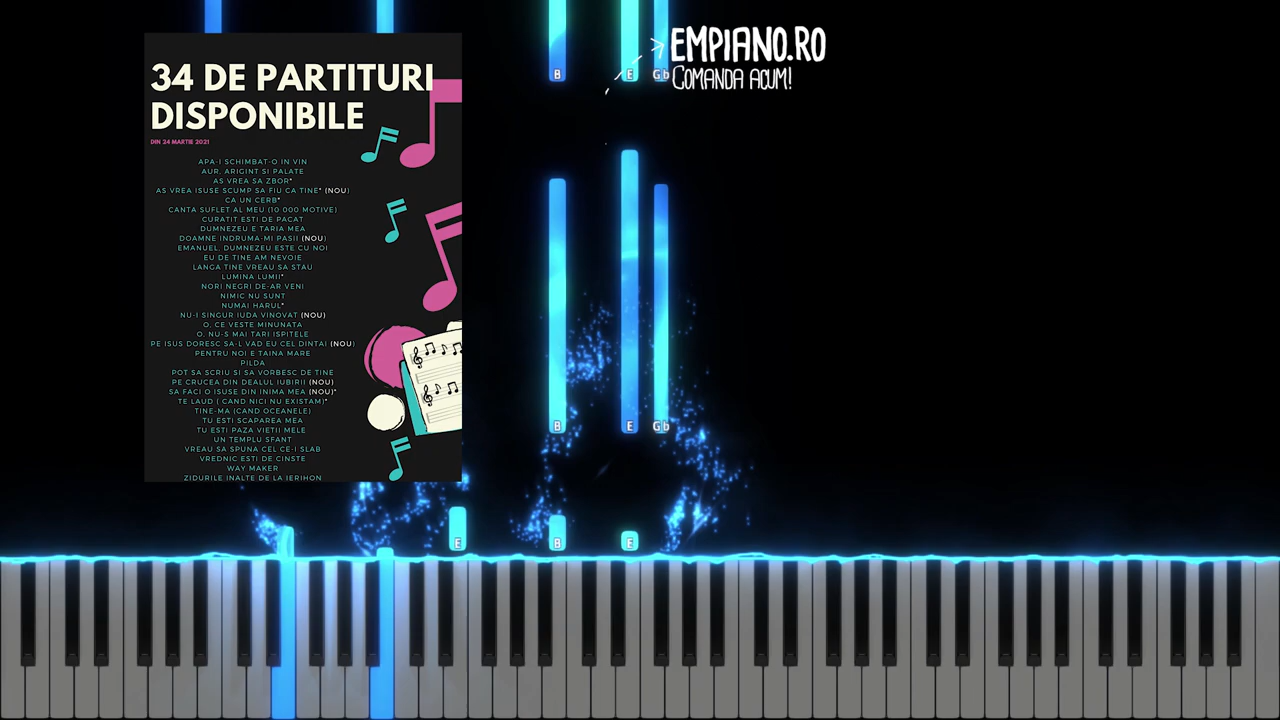 34 DE PARTITURI
DISPONIBILE
DIN 24 MARTIE 2021
APA-I SCHIMBAT-O IN VIN
AUR, ARGINT SI PALATE
AS VREA SA ZBOR*
AS VREA ISUSE SCUMP SA FIU CA TINE* (NOU)
CA UN CERB*
CANTA SUFLET AL MEU (10 000 MOTIVE)
CURATIT ESTI DE PACAT
DUMNEZEU E TARIA MEA
DOAMNE INDRUMA-MI PASII (NOU)
EMANUEL, DUMNEZEU ESTE CU NOI
EU DE TINE AM NEVOIE
LANGA TINE VREAU SA STAU
LUMINA LUMII*
NORI NEGRI DE-AR VENI
NIMIC NU SUNT
NUMAI HARUL*
NU-I SINGUR IUDA VINOVAT (NOU)
O, CE VESTE MINUNATA
O, NU-S MAI TARI ISPITELE
PE ISUS DORESC SA-L VAD EU CEL DINTAI (NOU)
PENTRU NOI E TAINA MARE
PILDA
POT SA SCRIU SI SA VORBESC DE TINE
PE CRUCEA DIN DEALUL IUBIRII (NOU)
SA FACI O ISUSE DIN INIMA MEA (NOU)*
TE LAUD ( CAND NICI NU EXISTAM)*
TINE-MA (CAND OCEANELE)
TU ESTI SCAPAREA MEA
TU ESTI PAZA VIETII MELE
UN TEMPLU SFANT
VREAU SA SPUNA CEL CE-I SLAB
VREDNIC ESTI DE CINSTE
WAY MAKER
ZIDURILE INALTE DE LA IERIHON
EMPIANO.RO
COMANDA ACUM!
B E Gb
B E Gb
E B E